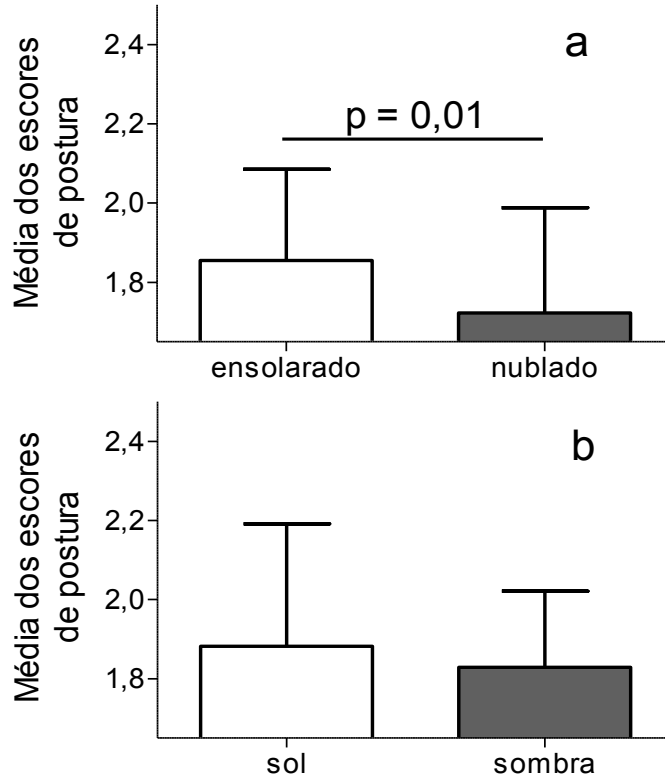 Média dos escores
de postura
2,4
2,2
2,0
1,8
a
p = 0,01
ensolarado
nublado
Média dos escores
de postura
2,4
2,2
2,0
1,8
b
sol
sombra